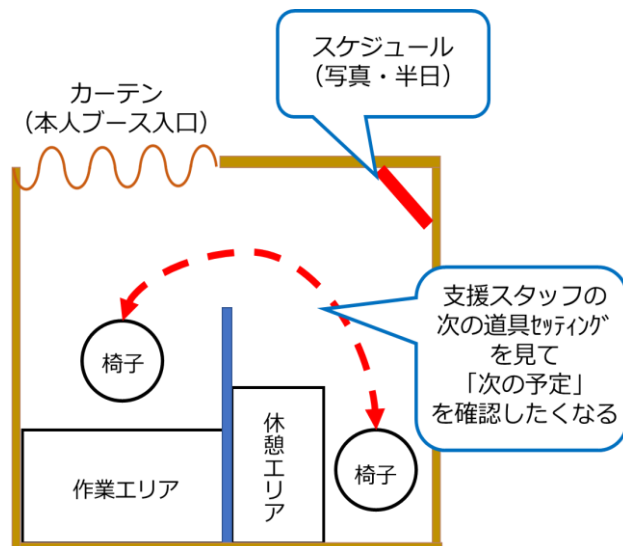 スケジュール
（写真・半日）
カーテン
（本人ブース入口）
支援スタッフの
次の道具ｾｯﾃｨﾝｸﾞ
を見て
「次の予定」
を確認したくなる
椅子
作業エリア
休憩エリア
椅子